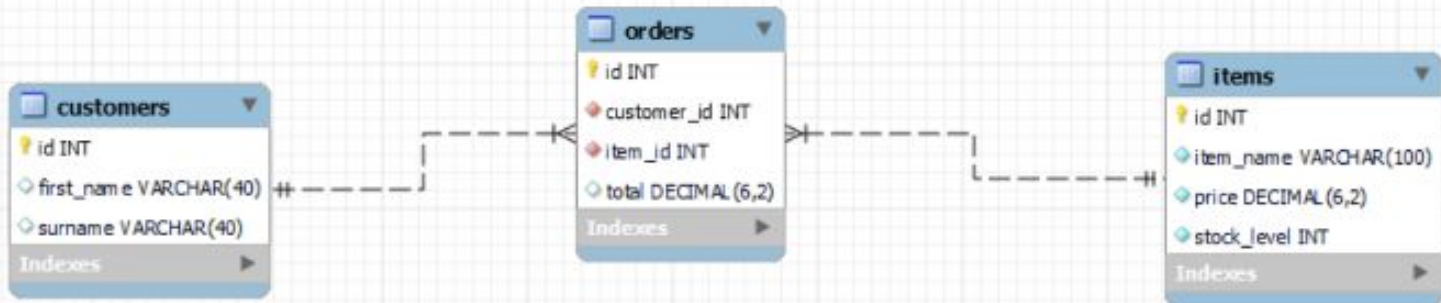 customers
id INT
first_name VARCHAR(40)
surname VARCHAR(40)
Indexes
orders
id INT
customer_id INT
item_id INT
total DECIMAL(6,2)
Indexes
items
id INT
item_name VARCHAR(100)
price DECIMAL(6,2)
stock_level INT
Indexes